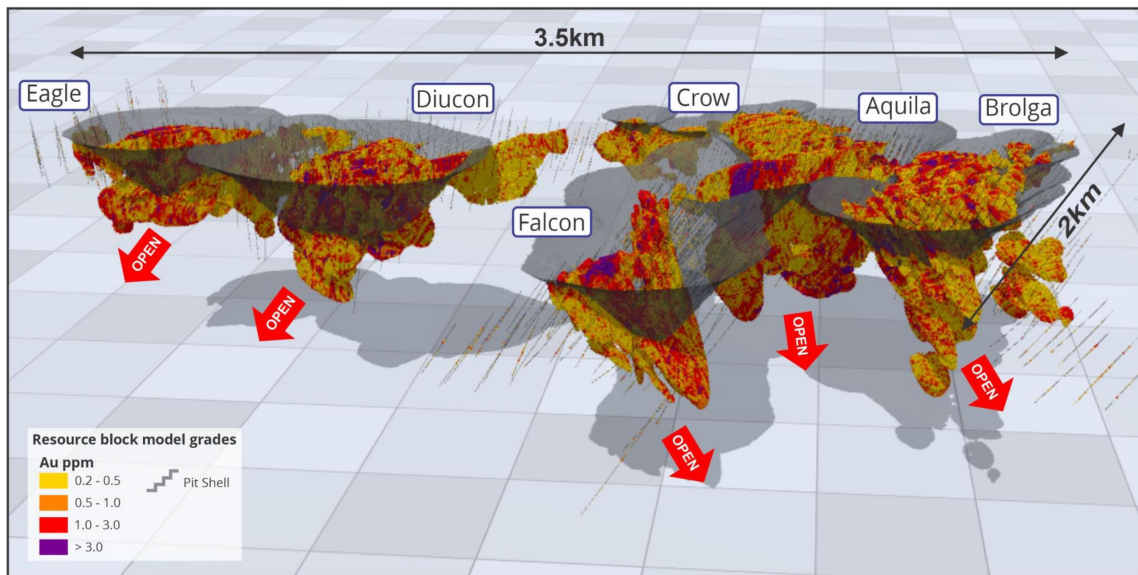 3.5km
Eagle
Diucon
Crow
Aquila
Brolga
2km
Falcon
OPEN
OPEN
OPEN
OPEN
OPEN
Resource block model grades
Au ppm
0.2 - 0.5
0.5 - 1.0
1.0 - 3.0
> 3.0
Pit Shell